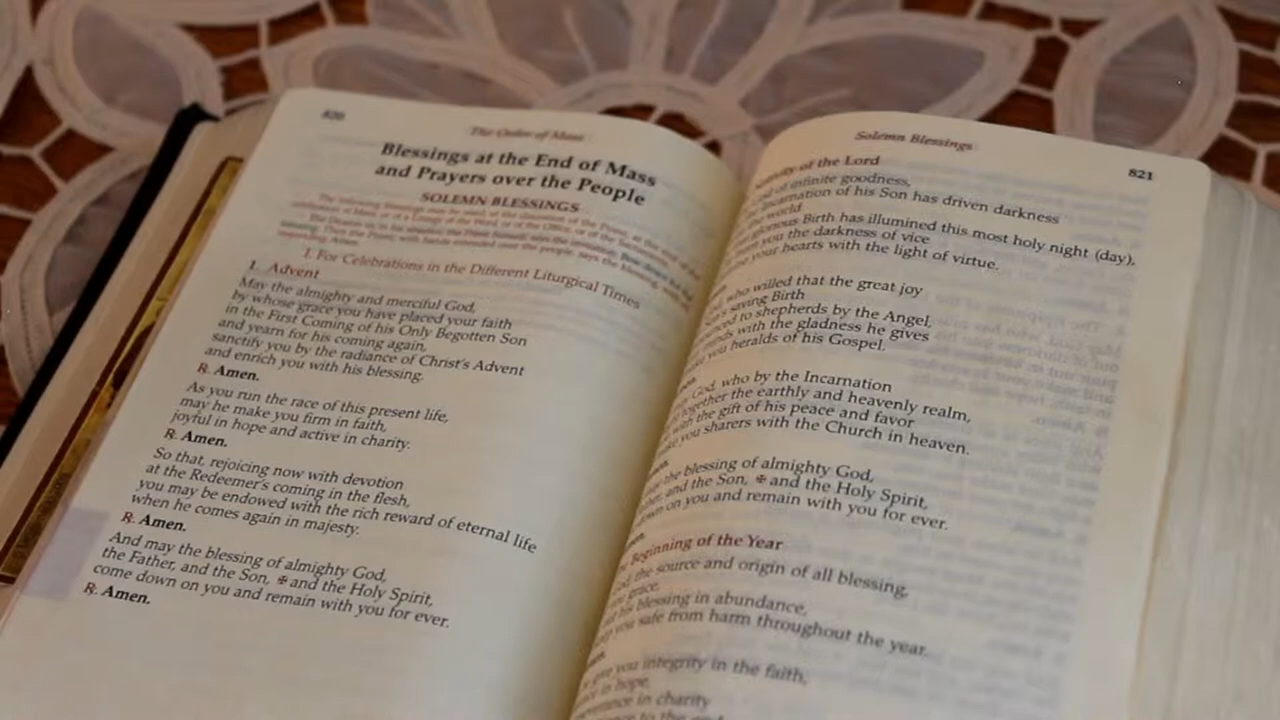 820
The Order of Mass
Blessings at the End of Mass
and Prayers over the People
SOLEMN BLESSINGS
I. For Celebrations in the Different Liturgical Times
1. Advent
May the almighty and merciful God,
by whose grace you have placed your faith
in the First Coming of his Only Begotten Son
and yearn for his coming again,
sanctify you by the radiance of Christ's Advent
and enrich you with his blessing.
℟. Amen.
As you run the race of this present life,
may he make you firm in faith,
joyful in hope and active in charity.
℟. Amen.
So that, rejoicing now with devotion
at the Redeemer's coming in the flesh,
you may be endowed with the rich reward of eternal life
when he comes again in majesty.
℟. Amen.
And may the blessing of almighty God,
the Father, and the Son, ✠ and the Holy Spirit,
come down on you and remain with you for ever.
℟. Amen.
Solemn Blessings
821
of the Lord
of infinite goodness,
Incarnation of his Son has driven darkness
the world
glorious Birth has illumined this most holy night (day),
you the darkness of vice
your hearts with the light of virtue.
who willed that the great joy
saving Birth
to shepherds by the Angel,
with the gladness he gives
you heralds of his Gospel.
God, who by the Incarnation
together the earthly and heavenly realm,
with the gift of his peace and favor
you sharers with the Church in heaven.
the blessing of almighty God,
and the Son, ✠ and the Holy Spirit,
on you and remain with you for ever.
Beginning of the Year
the source and origin of all blessing,
grace,
his blessing in abundance,
you safe from harm throughout the year.
give you integrity in the faith,
in hope,
in charity
to the end